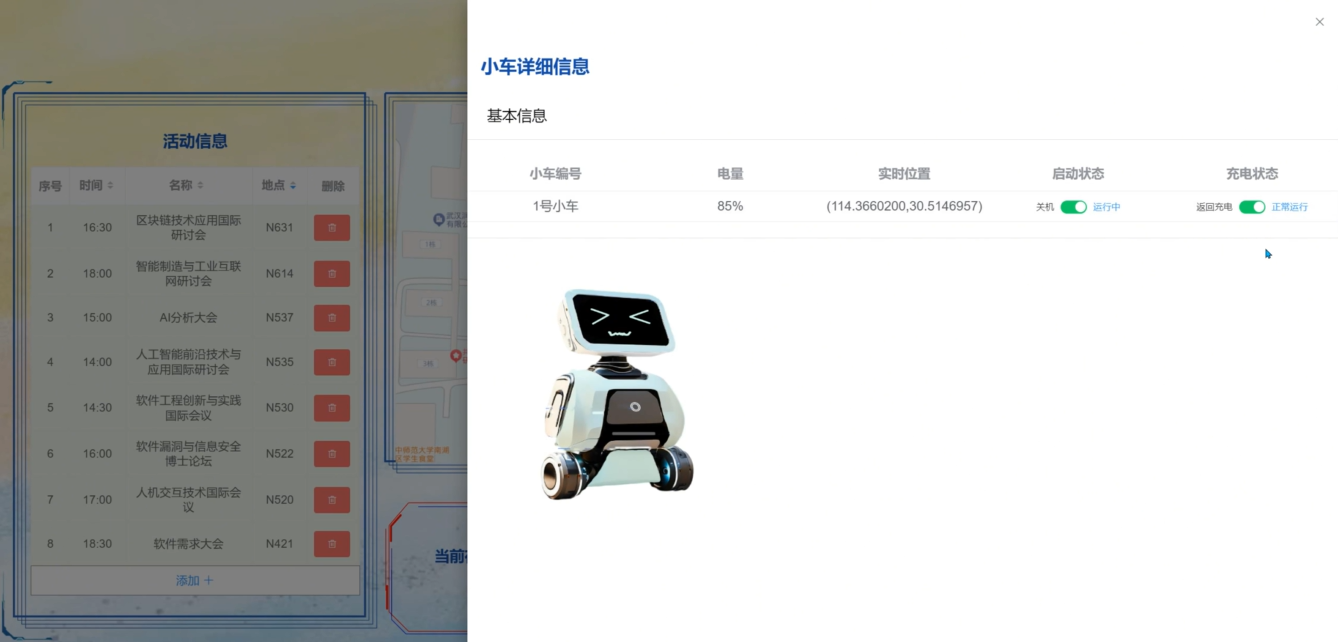 活动信息
序号 时间 名称 地点 删除
1 16:30 区块链技术应用国际
研讨会 N631
2 18:00 智能制造与工业互联
网研讨会 N614
3 15:00 AI分析大会 N537
4 14:00 人工智能前沿技术与
应用国际研讨会 N535
5 14:30 软件工程创新与实践
国际会议 N530
6 16:00 软件漏洞与信息安全
博士论坛 N522
7 17:00 人机交互技术国际会
议 N520
8 18:30 软件需求大会 N421
添加 +
1栋
2栋
区学生食堂
当前
小车详细信息
基本信息
小车编号 电量 实时位置 启动状态 充电状态
1号小车 85% (114.3660200,30.5146957) 关机 运行中 返回充电 正常运行